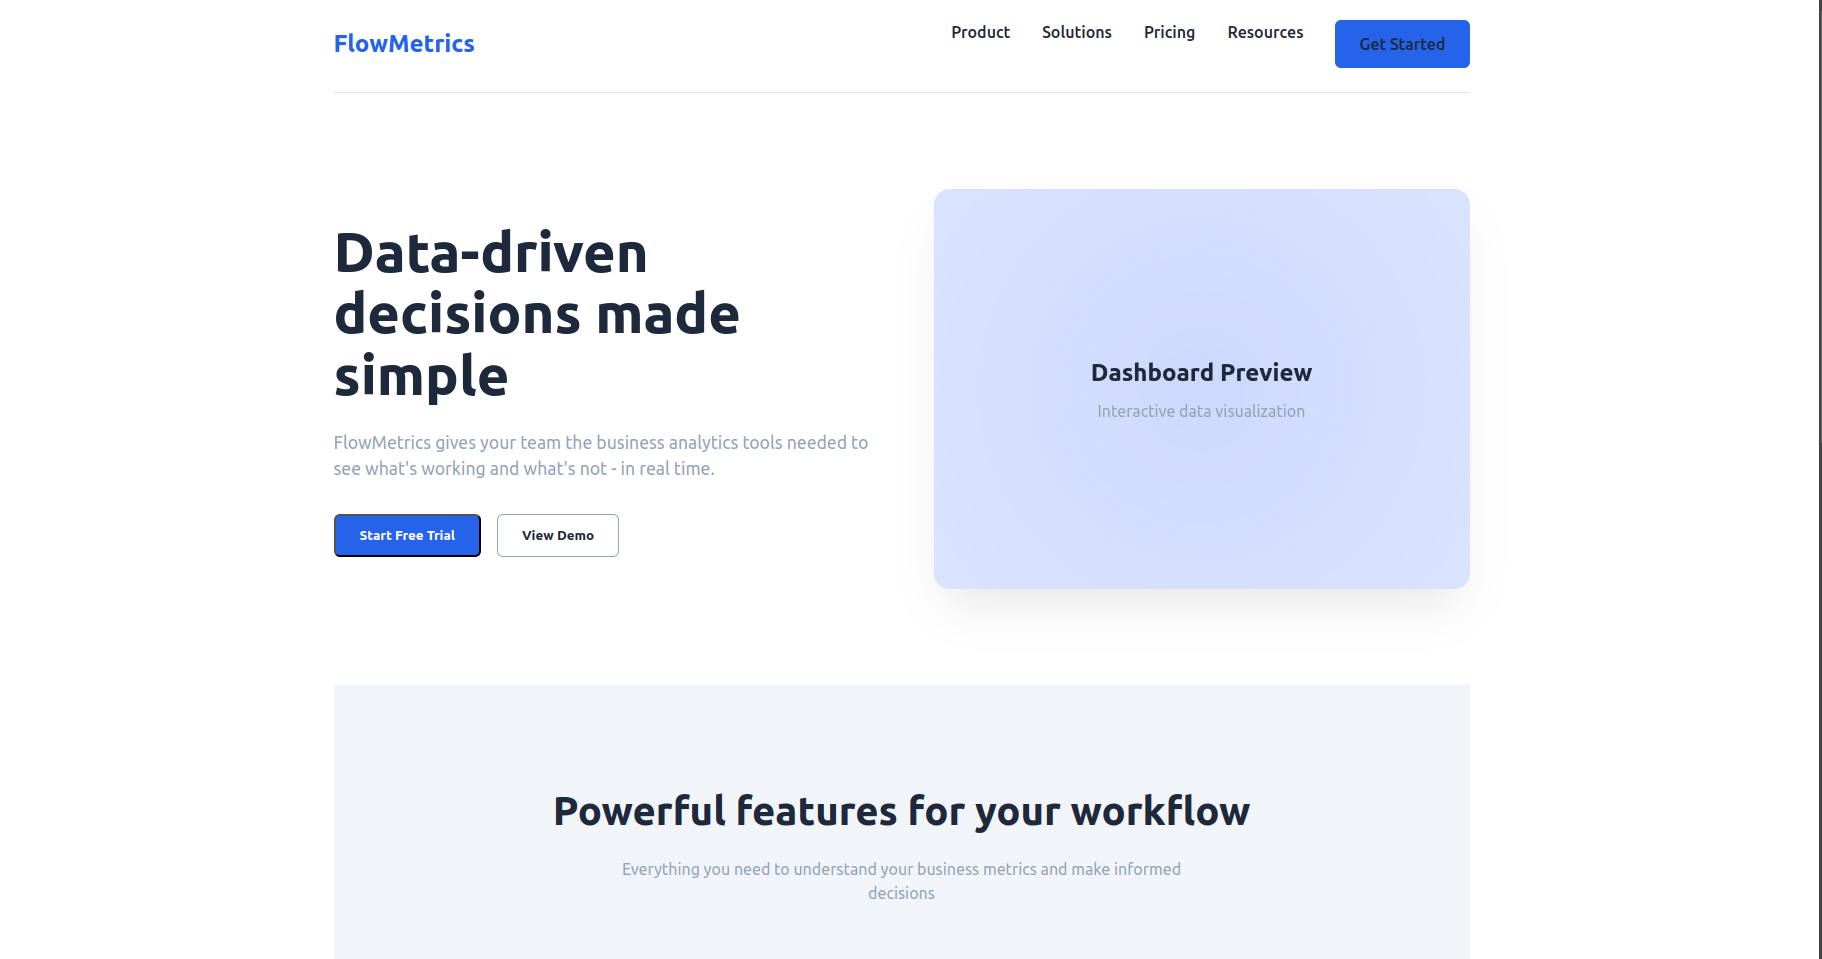 FlowMetrics
Product Solutions Pricing Resources Get Started
Data-driven
decisions made
simple
FlowMetrics gives your team the business analytics tools needed to
see what's working and what's not - in real time.
Start Free Trial View Demo
Dashboard Preview
Interactive data visualization
Powerful features for your workflow
Everything you need to understand your business metrics and make informed
decisions